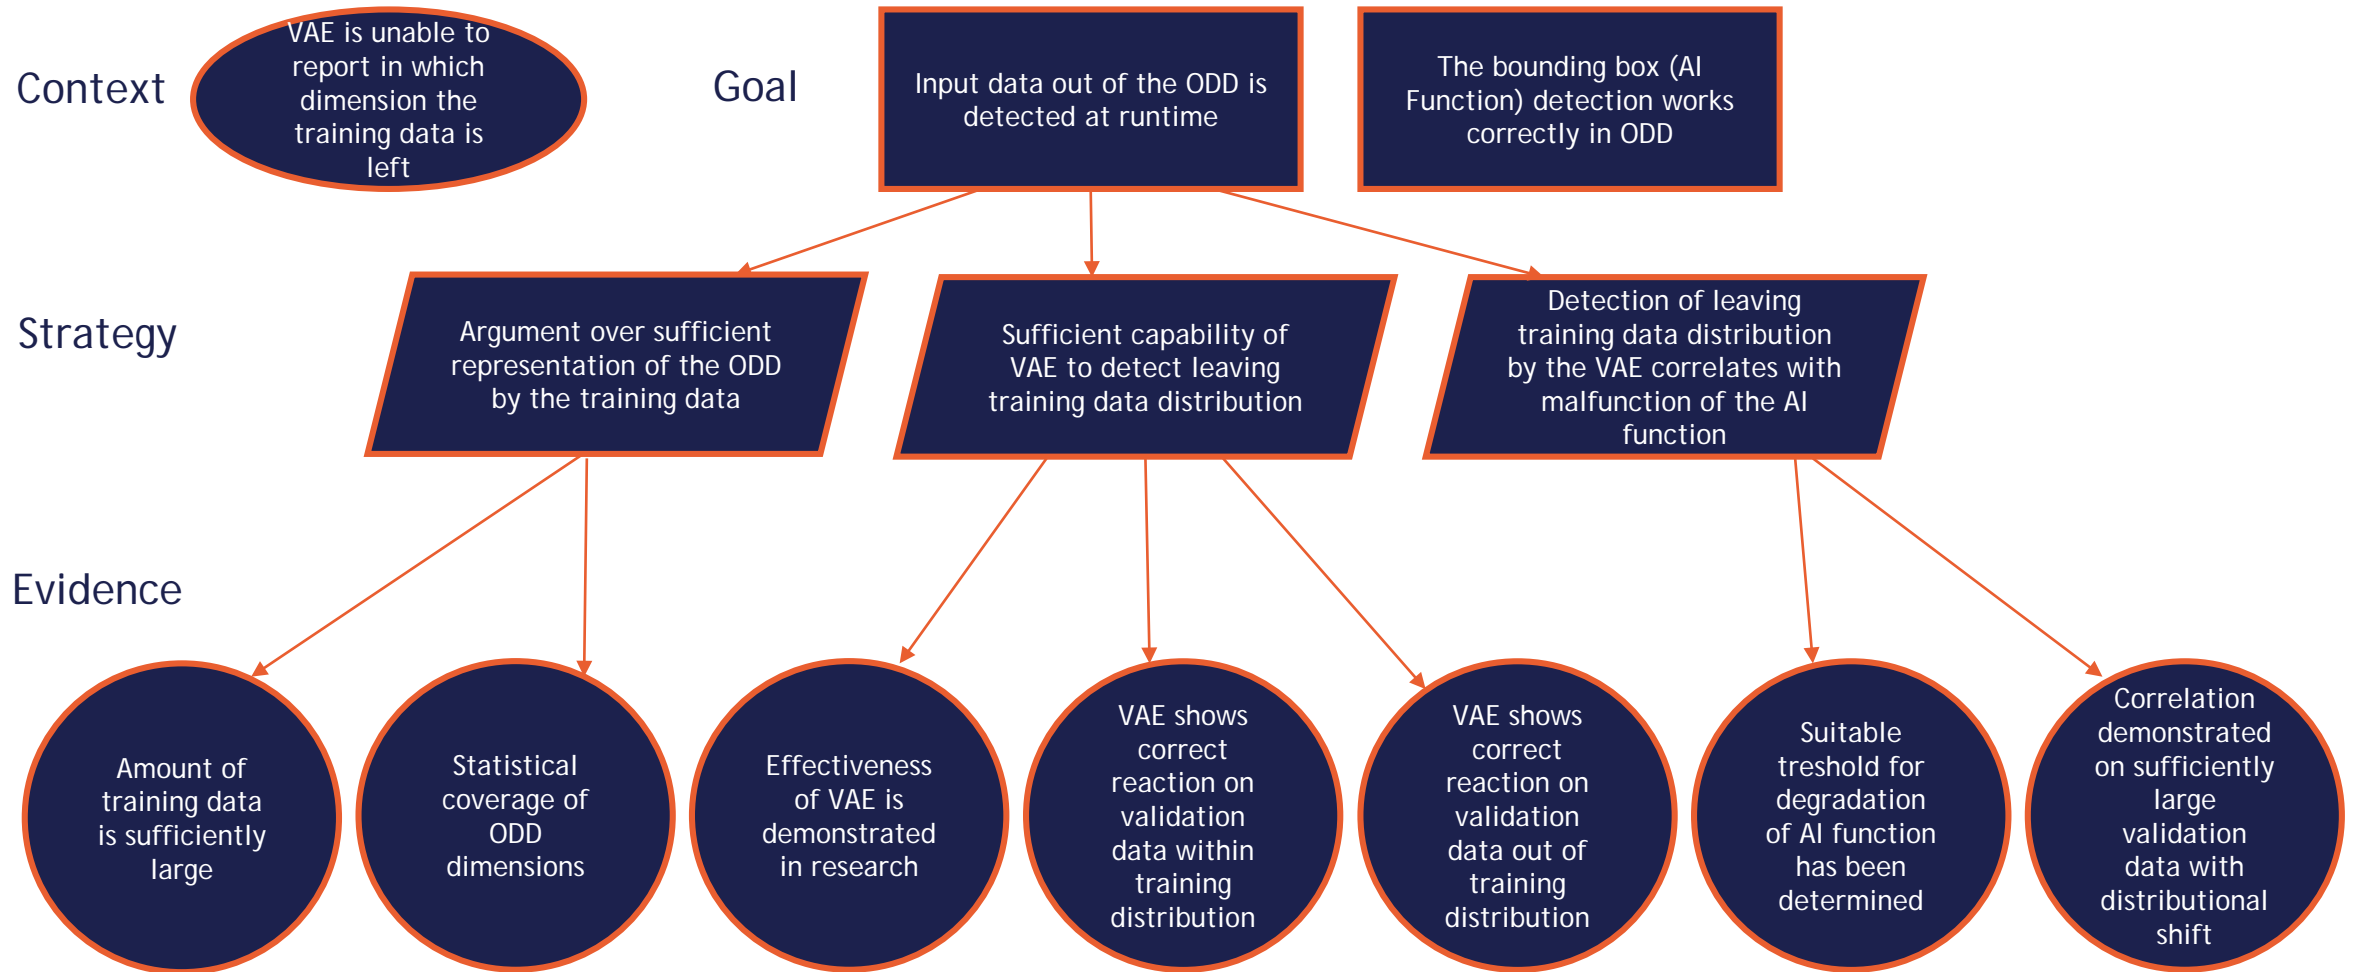 Context
VAE is unable to
report in which
dimension the
training data is
left
Goal
Input data out of the ODD is
detected at runtime
The bounding box (AI
Function) detection works
correctly in ODD
Strategy
Argument over sufficient
representation of the ODD
by the training data
Sufficient capability of
VAE to detect leaving
training data distribution
Detection of leaving
training data distribution
by the VAE correlates with
malfunction of the AI
function
Evidence
Amount of
training data
is sufficiently
large
Statistical
coverage of
ODD
dimensions
Effectiveness
of VAE is
demonstrated
in research
VAE shows
correct
reaction on
validation
data within
training
distribution
VAE shows
correct
reaction on
validation
data out of
training
distribution
Suitable
treshold for
degradation
of AI function
has been
determined
Correlation
demonstrated
on sufficiently
large
validation
data with
distributional
shift